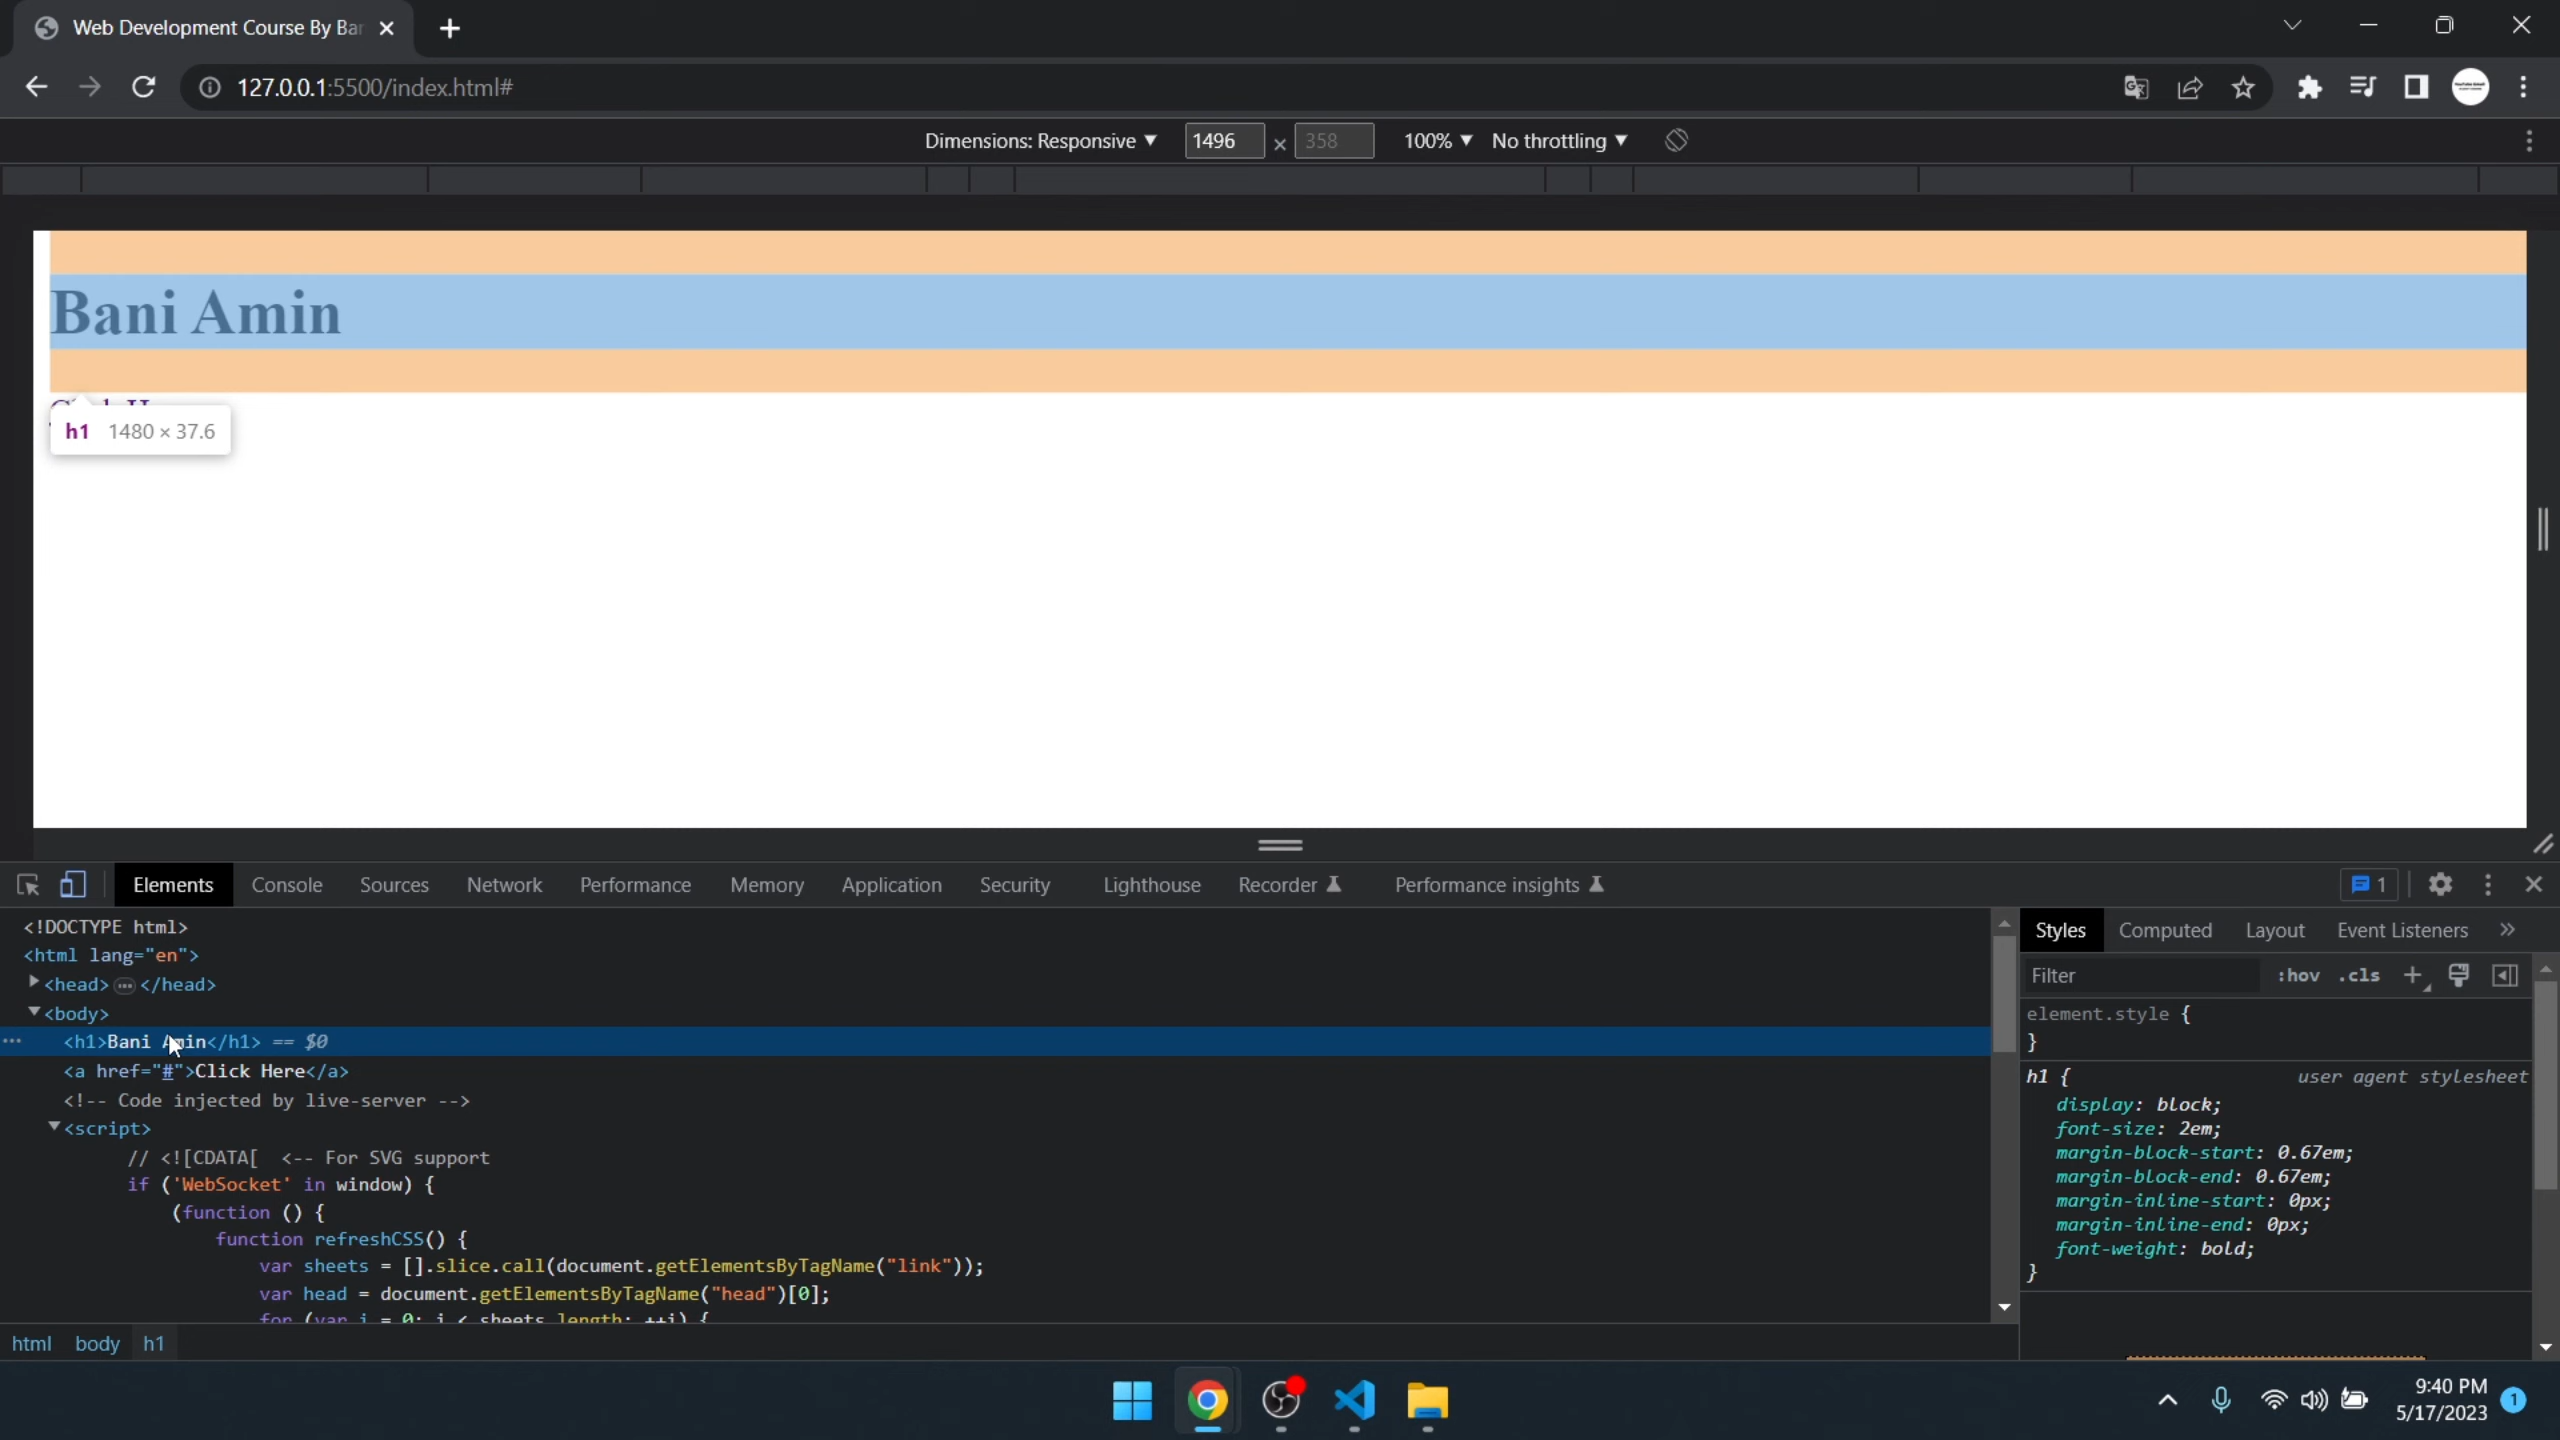 Web Development Course By Bar
127.0.0.1:5500/index.html#
Dimensions: Responsive 1496 × 358 100% No throttling
Bani Amin
h1 1480 × 37.6
Elements Console Sources Network Performance Memory Application Security Lighthouse Recorder Performance insights 1
<!DOCTYPE html>
<html lang="en">
<head> </head>
<body>
<h1>Bani Amin</h1> == $0
<a href="#">Click Here</a>
<!-- Code injected by live-server -->
<script>
// <![CDATA[ <-- For SVG support
if ('WebSocket' in window) {
(function () {
function refreshCSS() {
var sheets = [].slice.call(document.getElementsByTagName("link"));
var head = document.getElementsByTagName("head")[0];
for (var i = 0; i < sheets.length; ++i) {
html body h1
Styles Computed Layout Event Listeners
Filter :hov .cls
element.style {
}
h1 { user agent stylesheet
display: block;
font-size: 2em;
margin-block-start: 0.67em;
margin-block-end: 0.67em;
margin-inline-start: 0px;
margin-inline-end: 0px;
font-weight: bold;
}
9:40 PM
5/17/2023
1